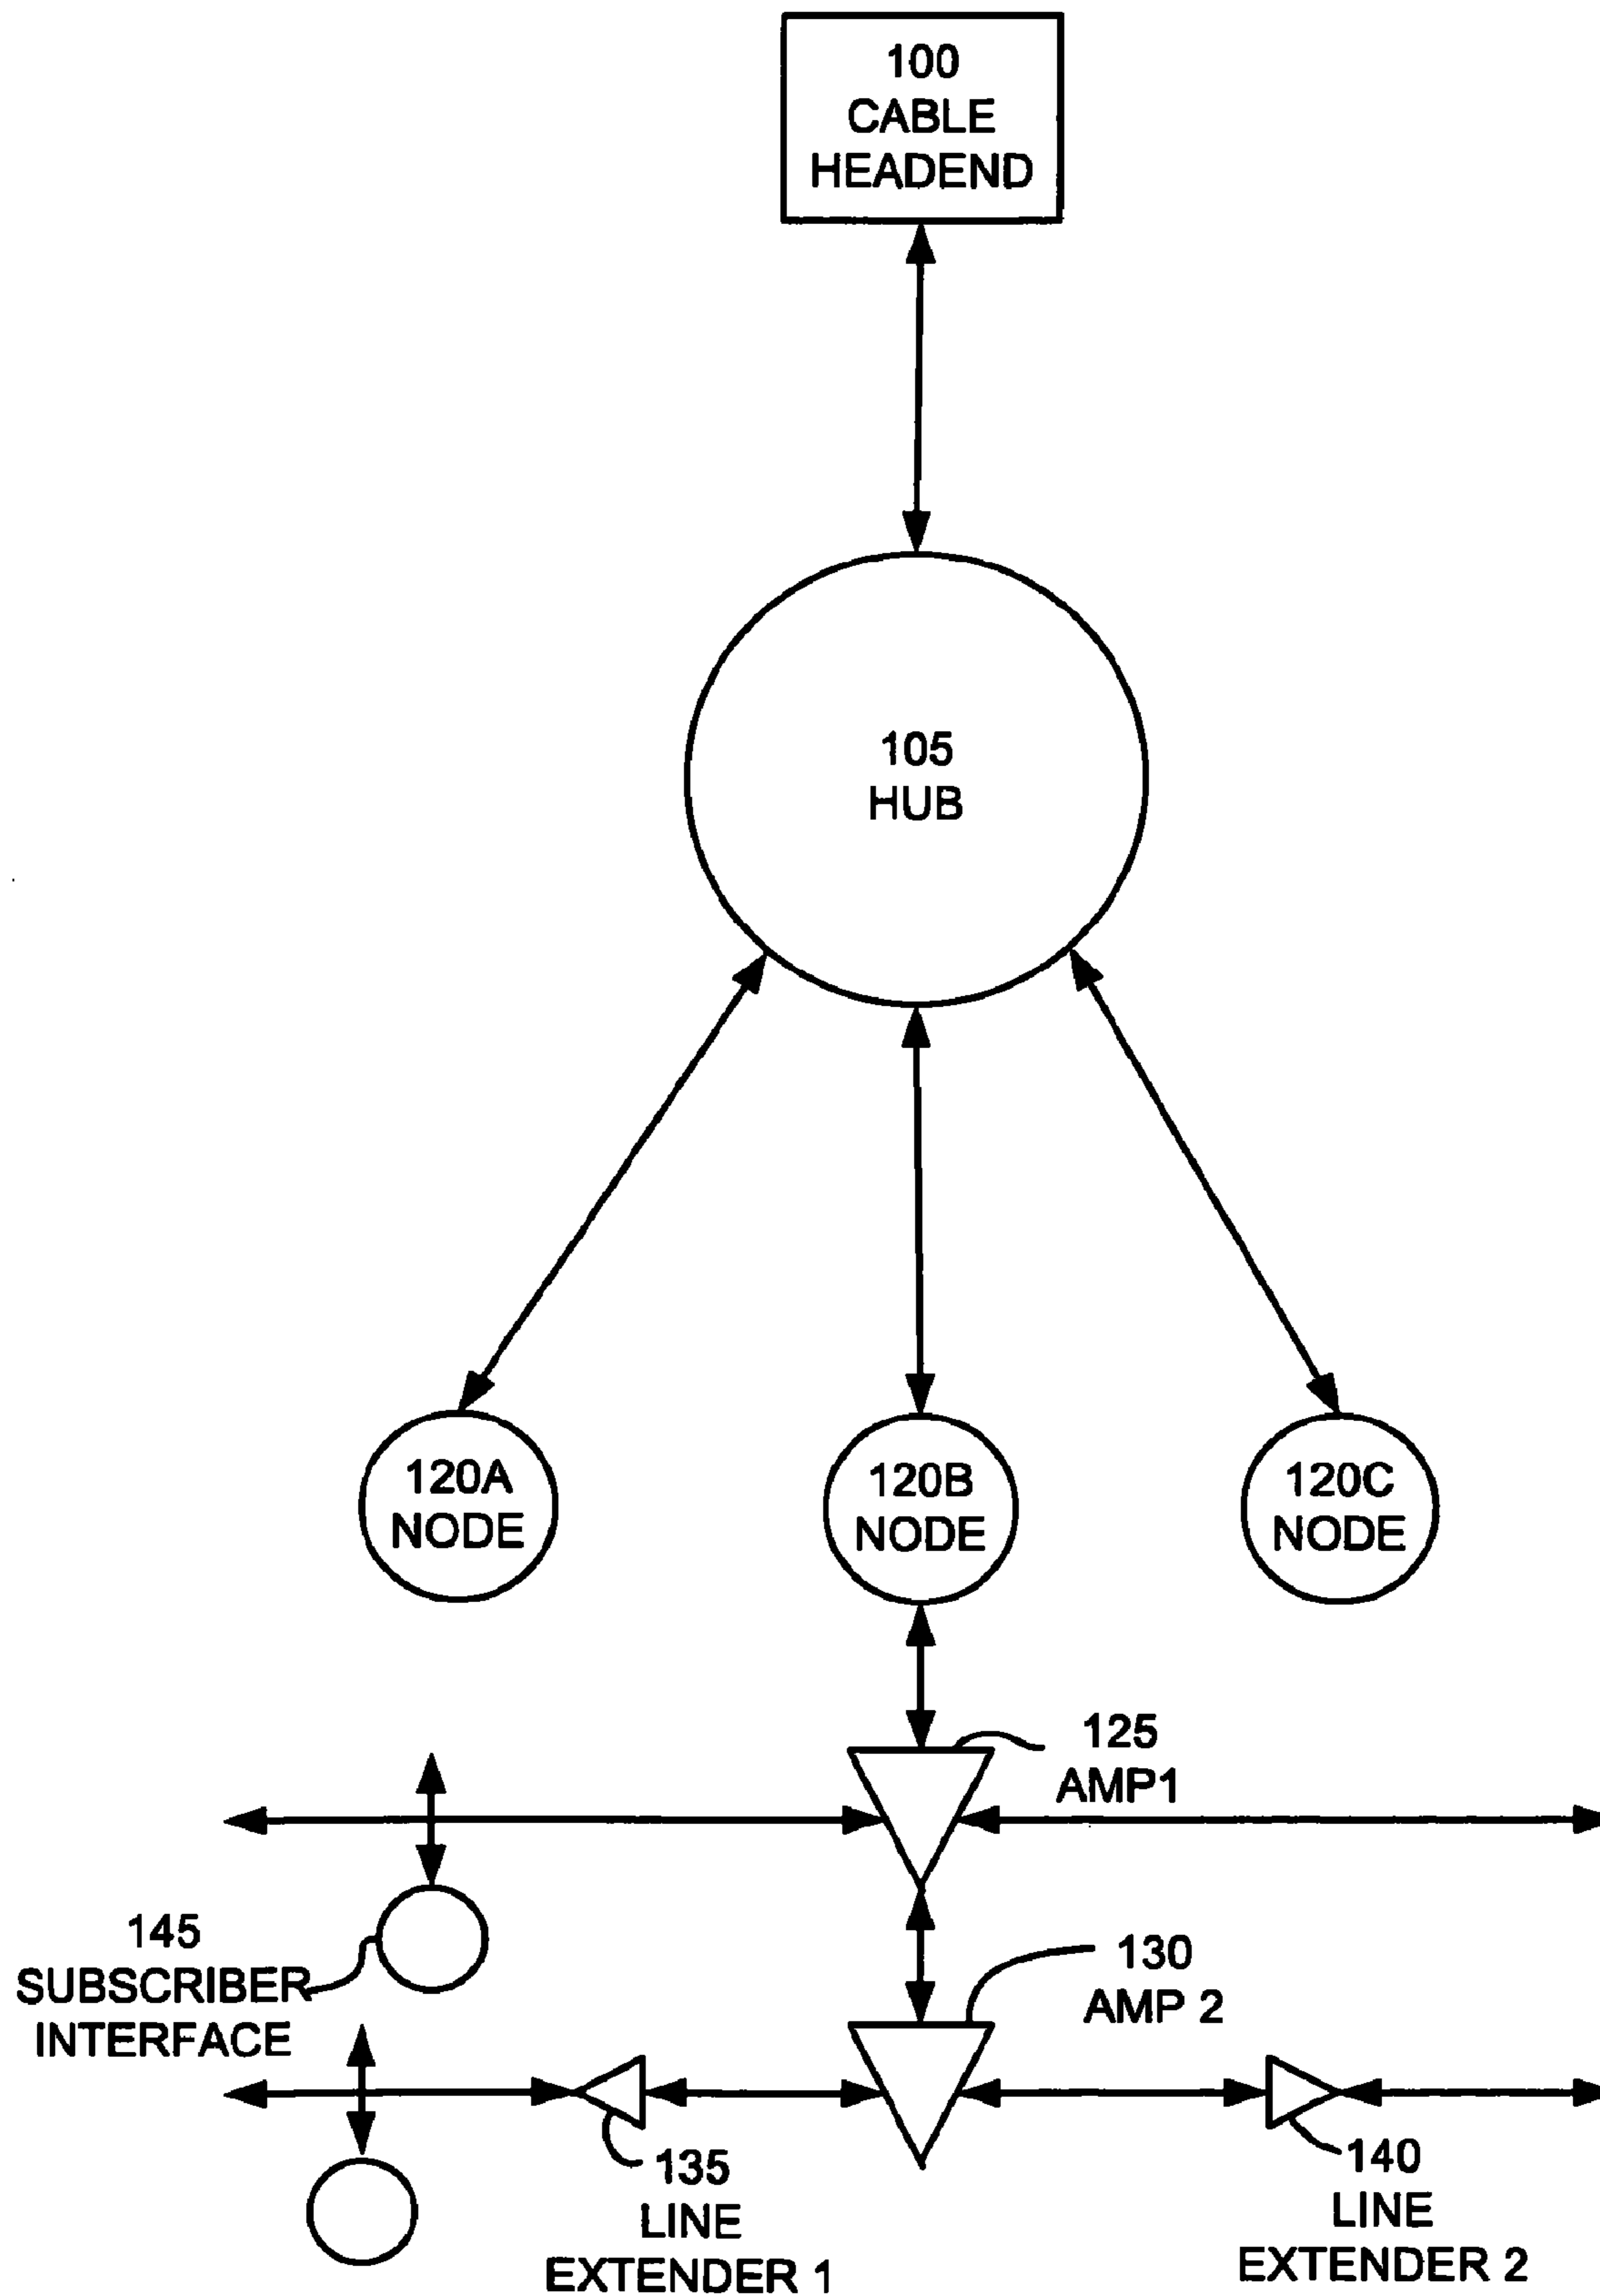 100
CABLE
HEADEND
105
HUB
120A
NODE
120B
NODE
120C
NODE
125
AMP1
145
SUBSCRIBER
INTERFACE
130
AMP 2
135
LINE
EXTENDER 1
140
LINE
EXTENDER 2